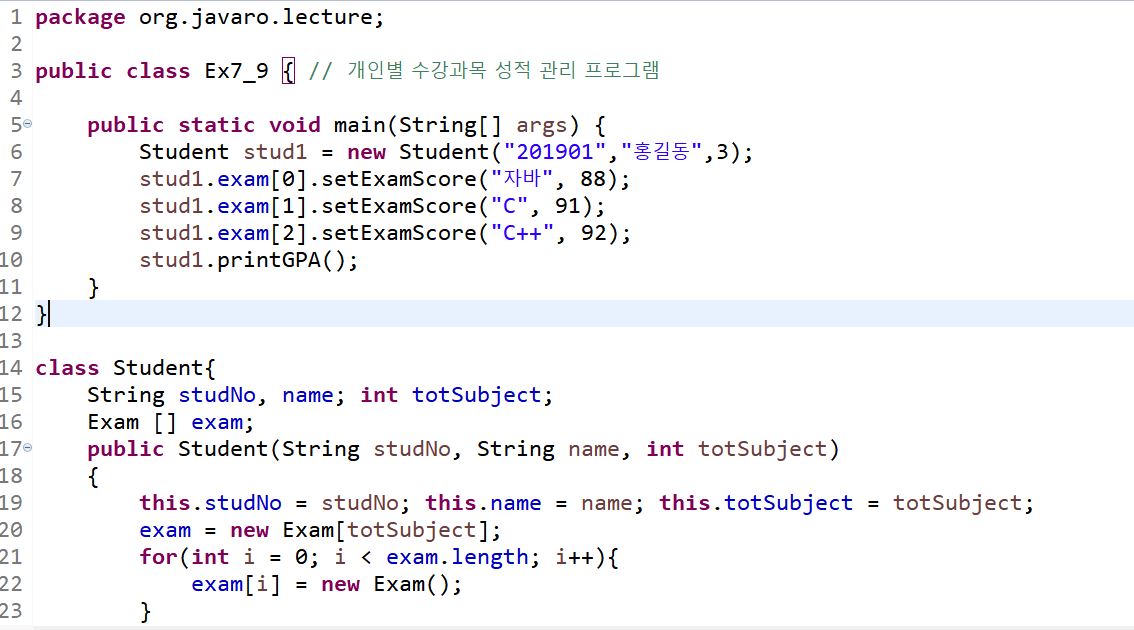 1 package org.javaro.lecture;
2
3 public class Ex7_9 { // 개인별 수강과목 성적 관리 프로그램
4
5 public static void main(String[] args) {
6 Student stud1 = new Student("201901","홍길동",3);
7 stud1.exam[0].setExamScore("자바", 88);
8 stud1.exam[1].setExamScore("C", 91);
9 stud1.exam[2].setExamScore("C++", 92);
10 stud1.printGPA();
11 }
12 }
13
14 class Student{
15 String studNo, name; int totSubject;
16 Exam [] exam;
17 public Student(String studNo, String name, int totSubject)
18 {
19 this.studNo = studNo; this.name = name; this.totSubject = totSubject;
20 exam = new Exam[totSubject];
21 for(int i = 0; i < exam.length; i++){
22 exam[i] = new Exam();
23 }